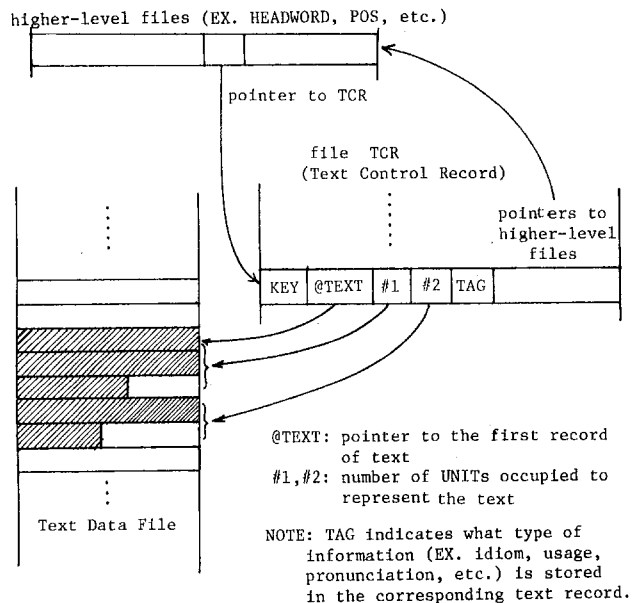 higher-level files (EX. HEADWORD, POS, etc.)
pointer to TCR
file TCR
(Text Control Record)
pointers to
higher-level
files
KEY @TEXT #1 #2 TAG
@TEXT: pointer to the first record
of text
#1,#2: number of UNITs occupied to
represent the text
Text Data File
NOTE: TAG indicates what type of
information (EX. idiom, usage,
pronunciation, etc.) is stored
in the corresponding text record.